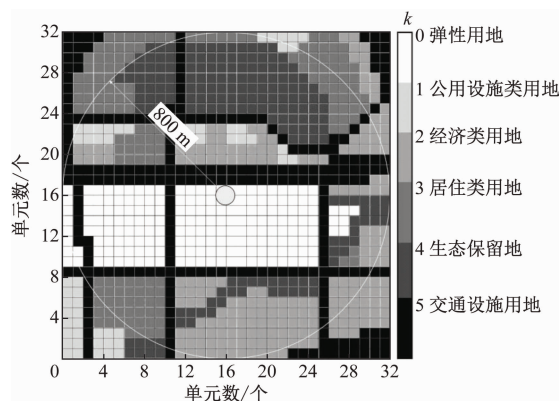 k
32
28
24
20
16
12
8
4
单元数/个
800 m
0 弹性用地
1 公用设施类用地
2 经济类用地
3 居住类用地
4 生态保留地
5 交通设施用地
0 4 8 12 16 20 24 28 32
单元数/个